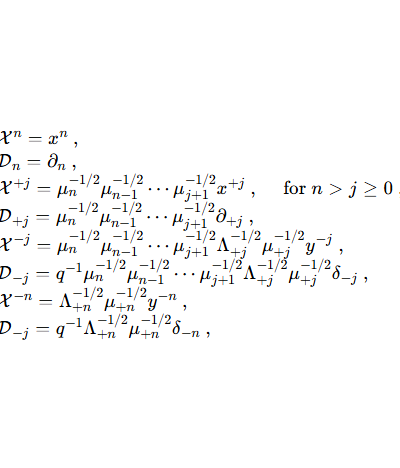 𝒳ⁿ = xⁿ ,
𝒟ₙ = ∂ₙ ,
𝒳^{+j} = μ_n^{-1/2} μ_{n-1}^{-1/2} ⋯ μ_{j+1}^{-1/2} x^{+j} , for n > j ≥ 0 .
𝒟_{+j} = μ_n^{-1/2} μ_{n-1}^{-1/2} ⋯ μ_{j+1}^{-1/2} ∂_{+j} ,
𝒳^{-j} = μ_n^{-1/2} μ_{n-1}^{-1/2} ⋯ μ_{j+1}^{-1/2} Λ_{+j}^{-1/2} μ_{+j}^{-1/2} y^{-j} ,
𝒟_{-j} = q^{-1} μ_n^{-1/2} μ_{n-1}^{-1/2} ⋯ μ_{j+1}^{-1/2} Λ_{+j}^{-1/2} μ_{+j}^{-1/2} δ_{-j} ,
𝒳^{-n} = Λ_{+n}^{-1/2} μ_{+n}^{-1/2} y^{-n} ,
𝒟_{-j} = q^{-1} Λ_{+n}^{-1/2} μ_{+n}^{-1/2} δ_{-n} ,